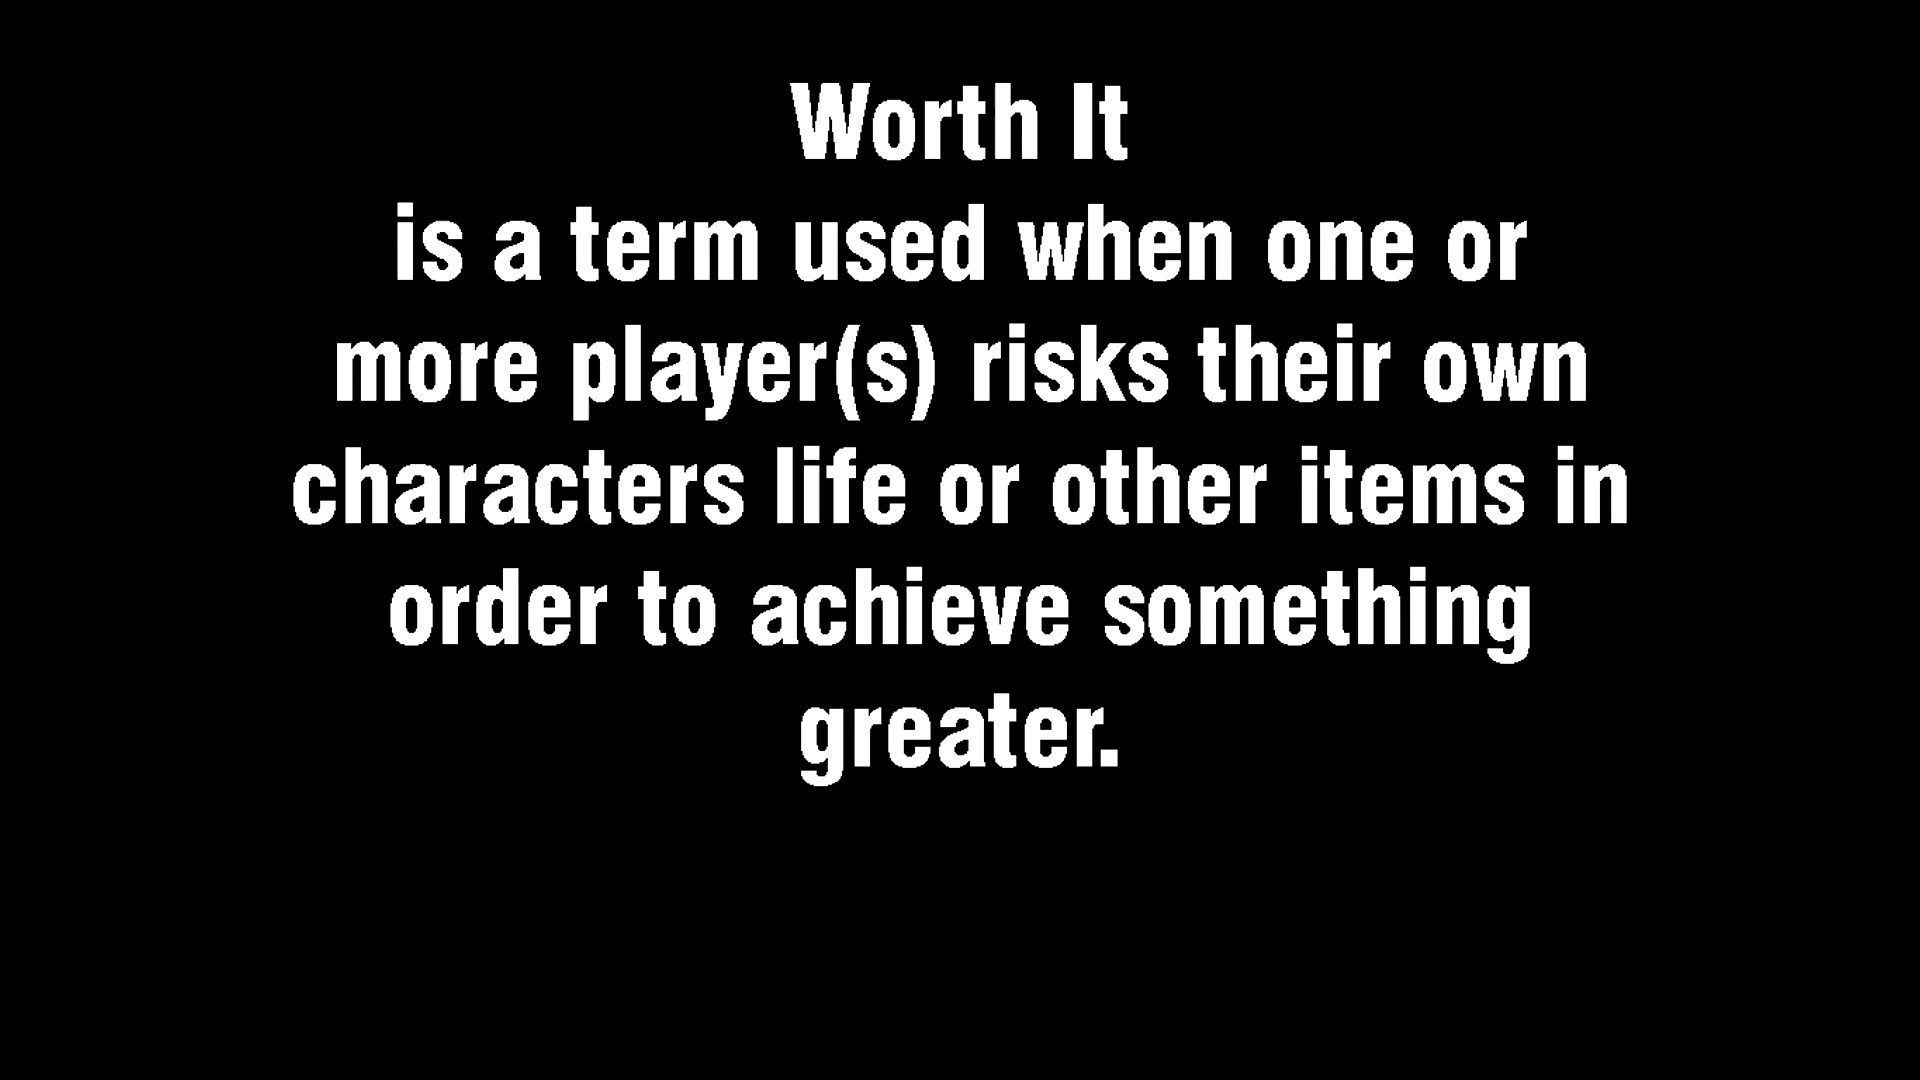 Worth It
is a term used when one or
more player(s) risks their own
characters life or other items in
order to achieve something
greater.